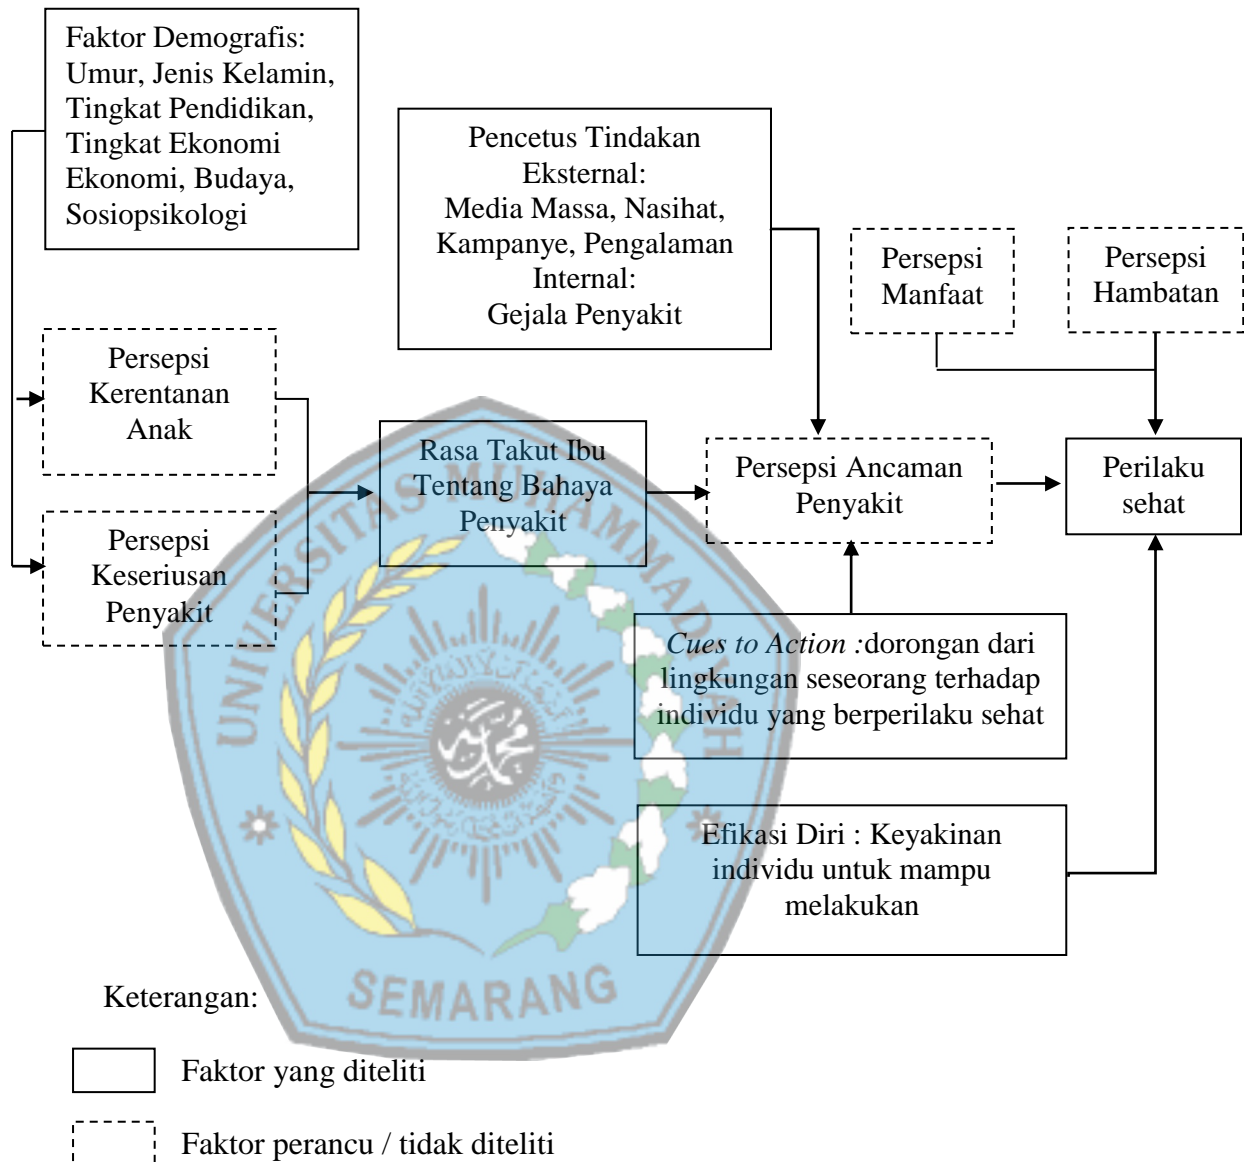 Faktor Demografis:
Umur, Jenis Kelamin,
Tingkat Pendidikan,
Tingkat Ekonomi
Ekonomi, Budaya,
Sosiopsikologi
Pencetus Tindakan
Eksternal:
Media Massa, Nasihat,
Kampanye, Pengalaman
Internal:
Gejala Penyakit
Persepsi
Manfaat
Persepsi
Hambatan
Persepsi
Kerentanan
Anak
Persepsi
Keseriusan
Penyakit
Rasa Takut Ibu
Tentang Bahaya
Penyakit
Persepsi Ancaman
Penyakit
Perilaku
sehat
Cues to Action :dorongan dari
lingkungan seseorang terhadap
individu yang berperilaku sehat
Efikasi Diri : Keyakinan
individu untuk mampu
melakukan
UNIVERSITAS MUHAMMADIYAH
SEMARANG
Keterangan:
Faktor yang diteliti
Faktor perancu / tidak diteliti